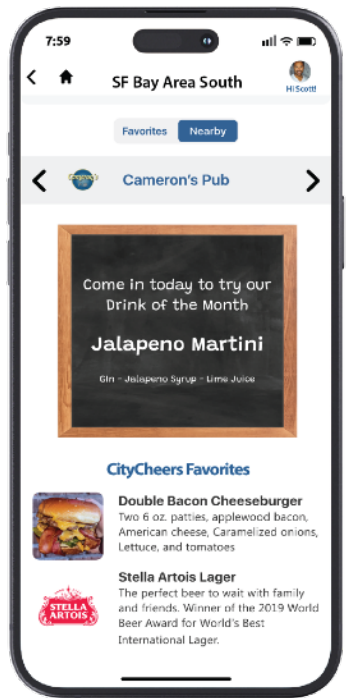 7:59
SF Bay Area South
Hi Scott!
Favorites Nearby
Cameron's Pub
Come in today to try our
Drink of the Month
Jalapeno Martini
Gin - Jalapeno Syrup - Lime Juice
CityCheers Favorites
Double Bacon Cheeseburger
Two 6 oz. patties, applewood bacon,
American cheese, Caramelized onions,
Lettuce, and tomatoes
Stella Artois Lager
STELLA
ARTOIS
The perfect beer to wait with family
and friends. Winner of the 2019 World
Beer Award for World's Best
International Lager.